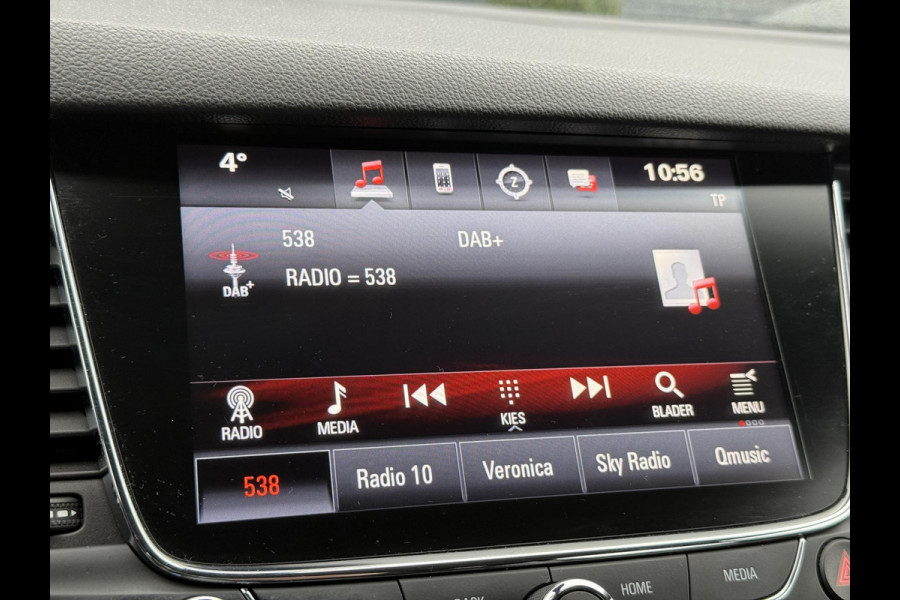 4° 10:56
TP
538 DAB+
DAB+ RADIO = 538
RADIO MEDIA KIES BLADER MENU
538 Radio 10 Veronica Sky Radio Qmusic
BACK HOME MEDIA